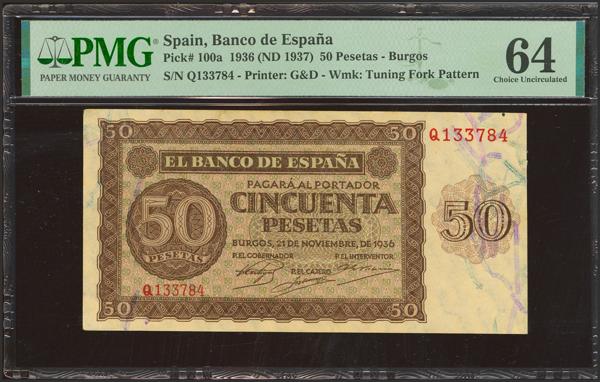 PMG
PAPER MONEY GUARANTY
Spain, Banco de España
Pick# 100a 1936 (ND 1937) 50 Pesetas - Burgos
S/N Q133784 - Printer: G&D - Wmk: Tuning Fork Pattern
64
Choice Uncirculated
50
50
Q133784
EL BANCO DE ESPAÑA
PAGARÁ AL PORTADOR
CINCUENTA
PESETAS
BURGOS, 21 DE NOVIEMBRE, DE 1936
P. EL GOBERNADOR
P. EL INTERVENTOR
P. EL CAJERO
50
PESETAS
50
Q133784
50
50